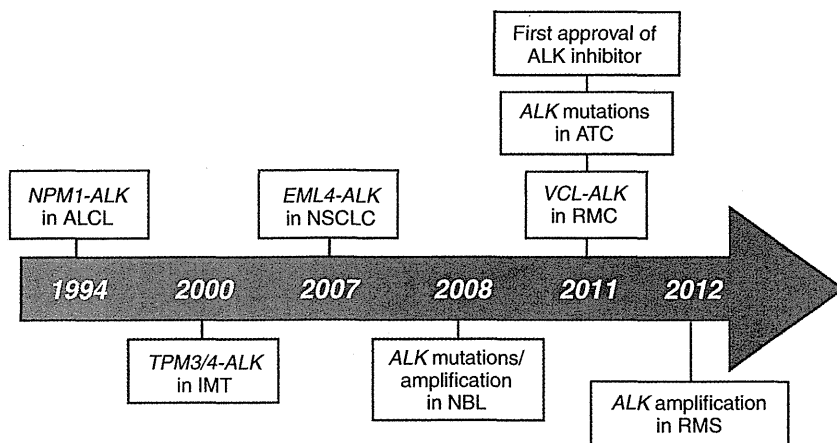 First approval of
ALK inhibitor
ALK mutations
in ATC
NPM1-ALK
in ALCL
EML4-ALK
in NSCLC
VCL-ALK
in RMC
1994 2000 2007 2008 2011 2012
TPM3/4-ALK
in IMT
ALK mutations/
amplification
in NBL
ALK amplification
in RMS